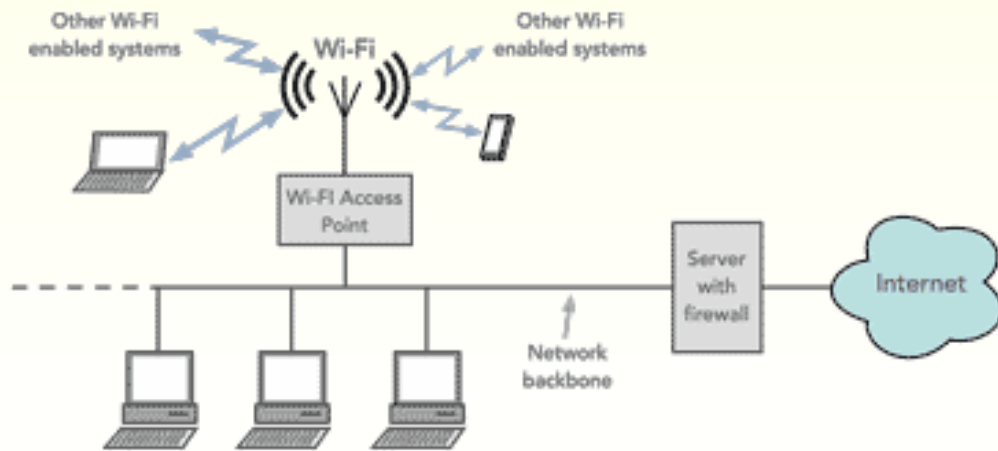 Other Wi-Fi
enabled systems
Wi-Fi
Other Wi-Fi
enabled systems
Wi-FI Access
Point
Server
with
firewall
Internet
Network
backbone